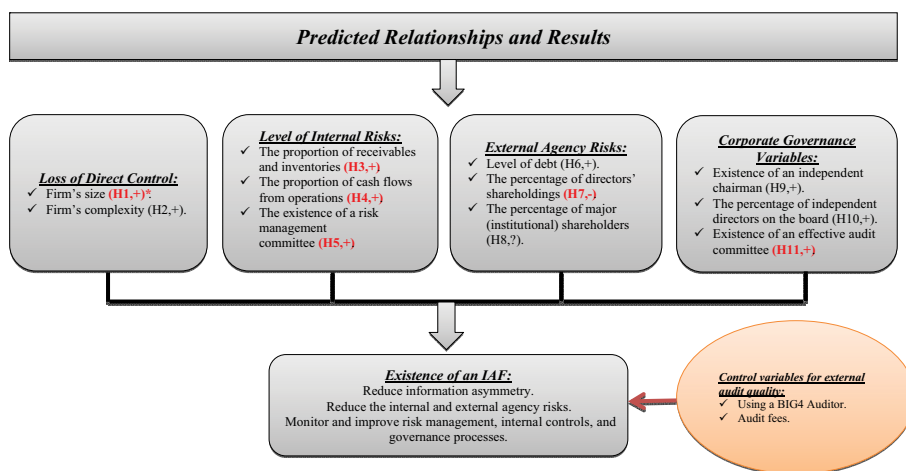 Predicted Relationships and Results
Loss of Direct Control:
✓ Firm's size (H1,+)*.
✓ Firm's complexity (H2,+).
Level of Internal Risks:
✓ The proportion of receivables
and inventories (H3,+)
✓ The proportion of cash flows
from operations (H4,+)
✓ The existence of a risk
management
committee (H5,+)
External Agency Risks:
✓ Level of debt (H6,+).
✓ The percentage of directors'
shareholdings (H7,-)
✓ The percentage of major
(institutional) shareholders
(H8,?).
Corporate Governance
Variables:
✓ Existence of an independent
chairman (H9,+).
✓ The percentage of independent
directors on the board (H10,+).
✓ Existence of an effective audit
committee (H11,+)
Existence of an IAF:
Reduce information asymmetry.
Reduce the internal and external agency risks.
Monitor and improve risk management, internal controls, and
governance processes.
Control variables for external
audit quality:
✓ Using a BIG4 Auditor.
✓ Audit fees.